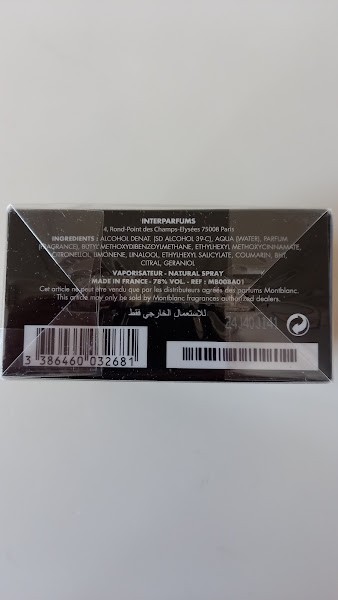 INTERPARFUMS
4, Rond-Point des Champs-Elysées 75008 Paris
INGREDIENTS : ALCOHOL DENAT. (SD ALCOHOL 39-C), AQUA (WATER), PARFUM
(FRAGRANCE), BUTYL METHOXYDIBENZOYLMETHANE, ETHYLHEXYL METHOXYCINNAMATE,
CITRONELLOL, LIMONENE, LINALOOL, ETHYLHEXYL SALICYLATE, COUMARIN, BHT,
CITRAL, GERANIOL.
VAPORISATEUR - NATURAL SPRAY
MADE IN FRANCE - 78% VOL. - REF : MB008A01
Cet article ne peut être vendu que par les distributeurs agréés des parfums Montblanc.
This article may only be sold by Montblanc fragrances authorized dealers.
للاستعمال الخارجي فقط
3 386460 032681